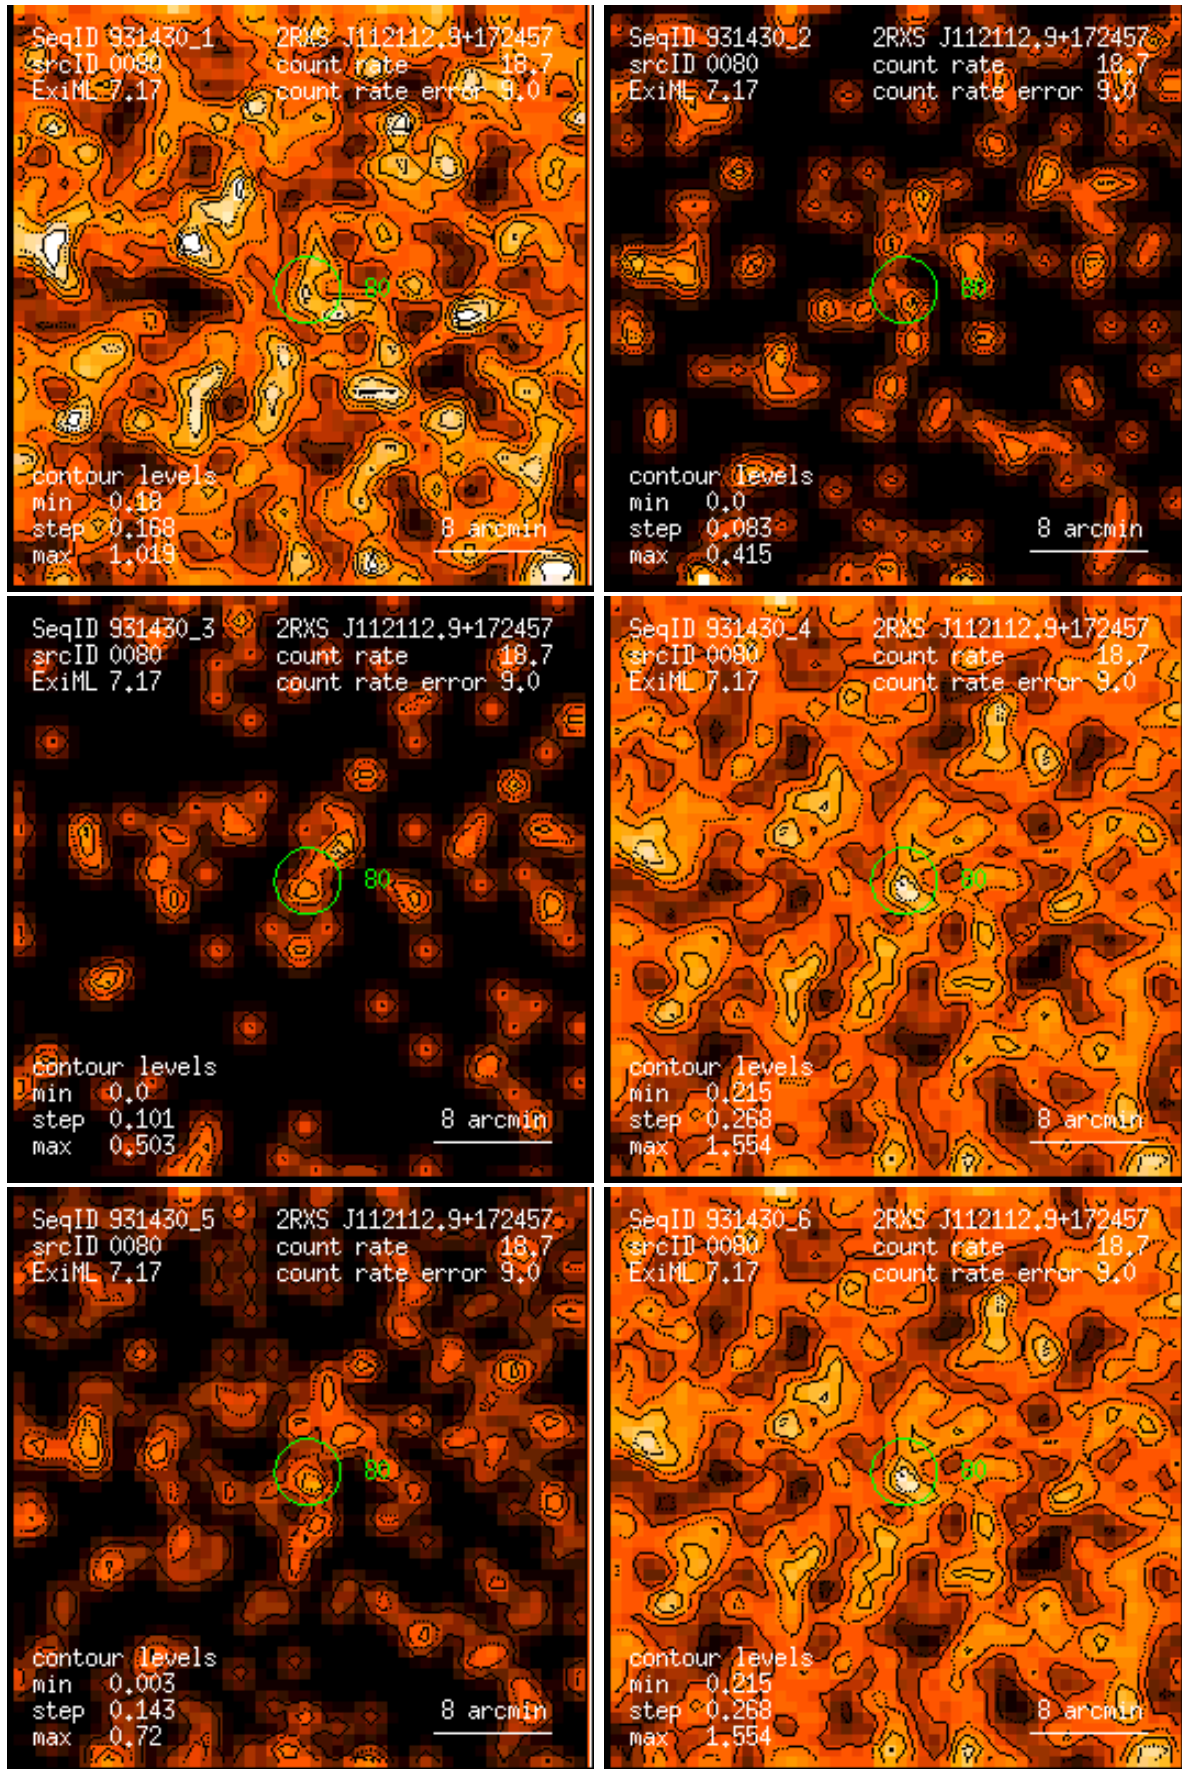 SeqID 931430_1 2RXS J112112.9+172457
srcID 0080 count rate 18.7
ExiML 7.17 count rate error 9.0
80
contour levels
min 0.18
step 0.168 8 arcmin
max 1.019
SeqID 931430_2 2RXS J112112.9+172457
srcID 0080 count rate 18.7
ExiML 7.17 count rate error 9.0
80
contour levels
min 0.0
step 0.083 8 arcmin
max 0.415
SeqID 931430_3 2RXS J112112.9+172457
srcID 0080 count rate 18.7
ExiML 7.17 count rate error 9.0
80
contour levels
min 0.0
step 0.101 8 arcmin
max 0.503
SeqID 931430_4 2RXS J112112.9+172457
srcID 0080 count rate 18.7
ExiML 7.17 count rate error 9.0
80
contour levels
min 0.215
step 0.268 8 arcmin
max 1.554
SeqID 931430_5 2RXS J112112.9+172457
srcID 0080 count rate 18.7
ExiML 7.17 count rate error 9.0
80
contour levels
min 0.003
step 0.143 8 arcmin
max 0.72
SeqID 931430_6 2RXS J112112.9+172457
srcID 0080 count rate 18.7
ExiML 7.17 count rate error 9.0
80
contour levels
min 0.215
step 0.268 8 arcmin
max 1.554